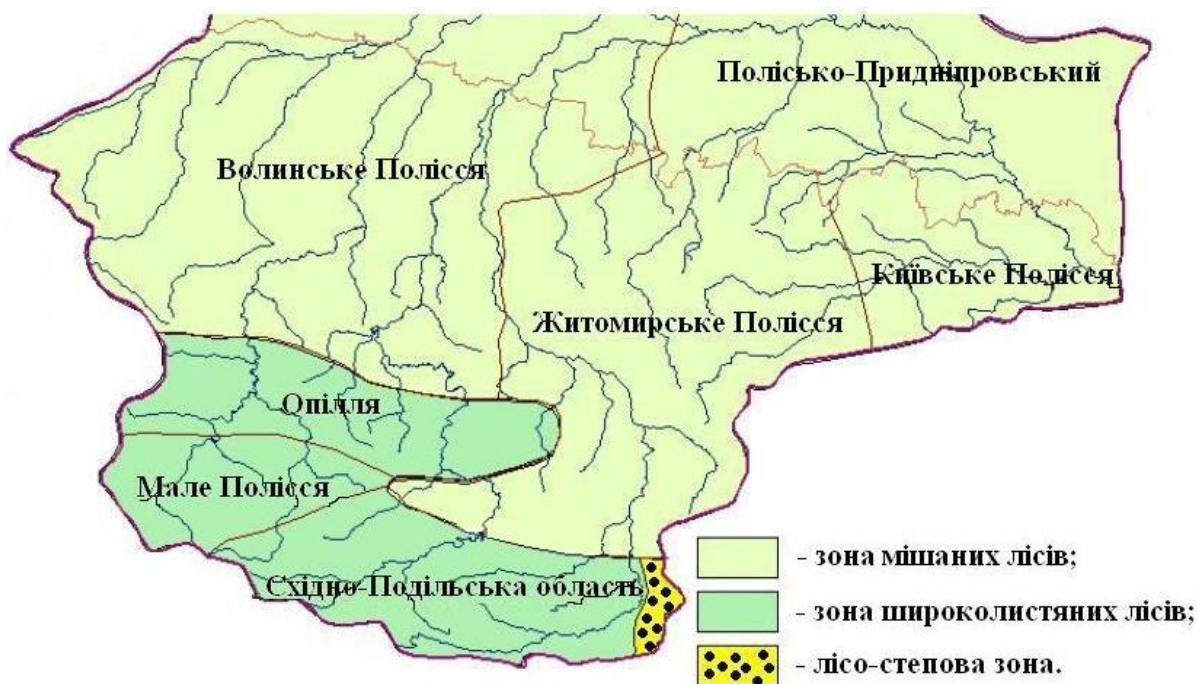 Полісько-Придніпровський
Волинське Полісся
Київське Полісся
Житомирське Полісся
Опілля
Мале Полісся
- зона мішаних лісів;
Східно-Подільська область
- зона широколистяних лісів;
- лісо-степова зона.